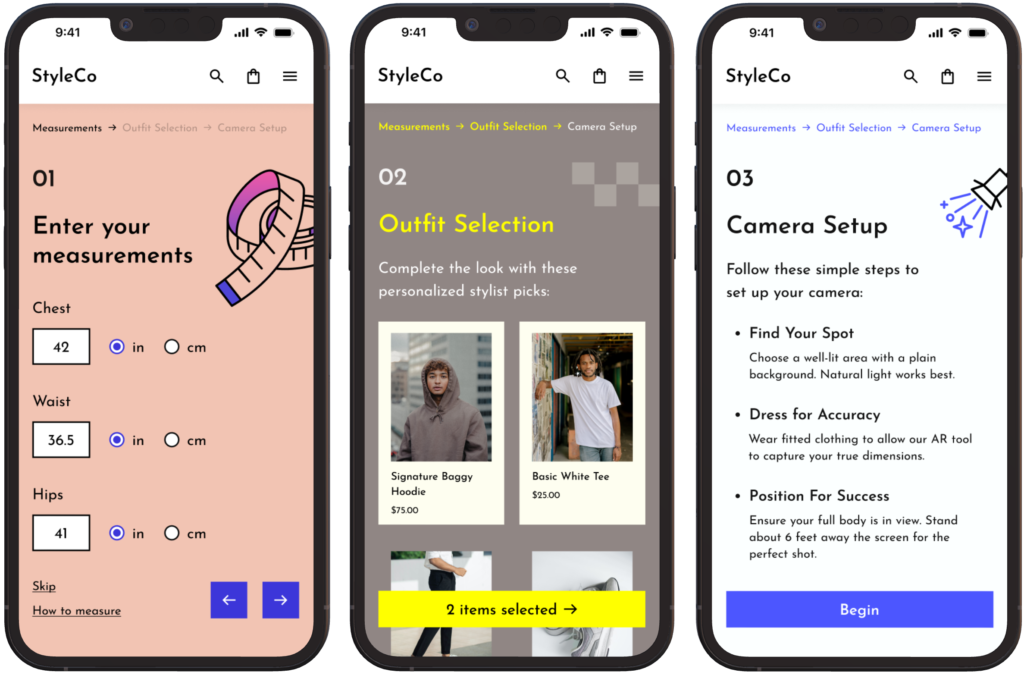 9:41
StyleCo
Measurements → Outfit Selection → Camera Setup
01
Enter your
measurements
Chest
42 in cm
Waist
36.5 in cm
Hips
41 in cm
Skip
How to measure
← →
9:41
StyleCo
Measurements → Outfit Selection → Camera Setup
02
Outfit Selection
Complete the look with these
personalized stylist picks:
Signature Baggy
Hoodie
$75.00
Basic White Tee
$25.00
2 items selected →
9:41
StyleCo
Measurements → Outfit Selection → Camera Setup
03
Camera Setup
Follow these simple steps to
set up your camera:
• Find Your Spot
Choose a well-lit area with a plain
background. Natural light works best.
• Dress for Accuracy
Wear fitted clothing to allow our AR tool
to capture your true dimensions.
• Position For Success
Ensure your full body is in view. Stand
about 6 feet away the screen for the
perfect shot.
Begin